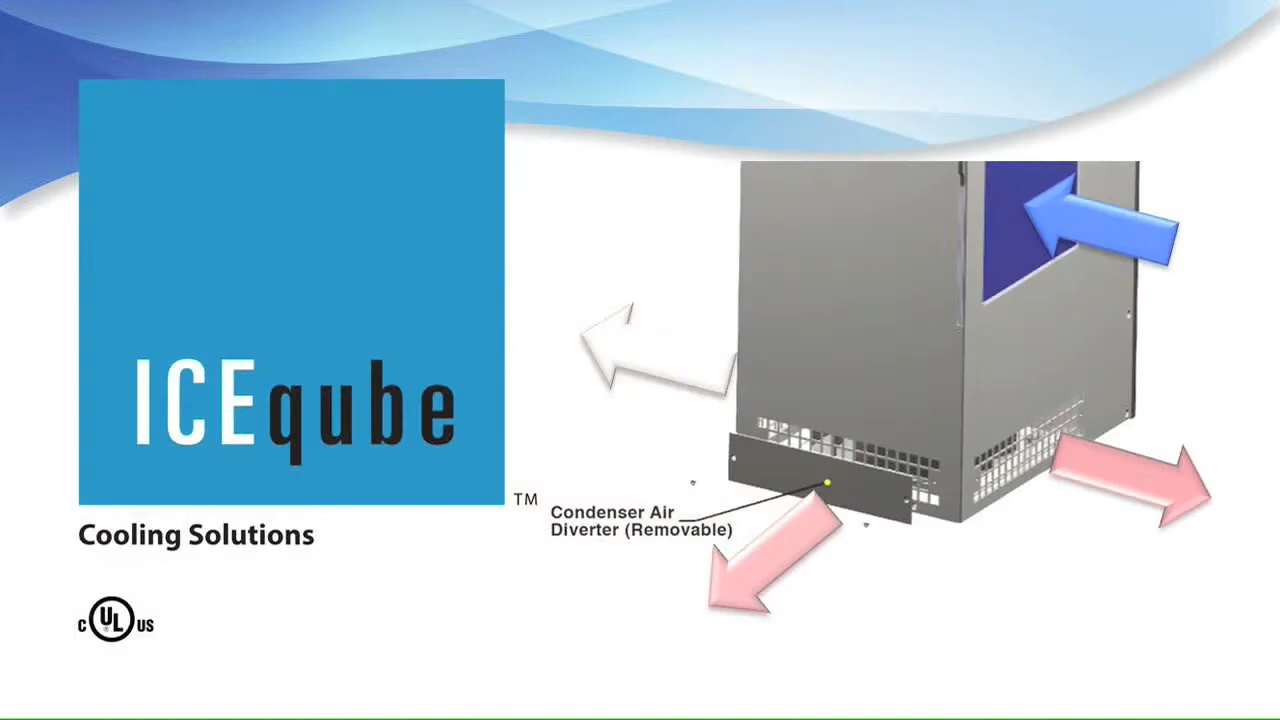 ICEqube
TM
Cooling Solutions
Condenser Air
Diverter (Removable)
C UL US